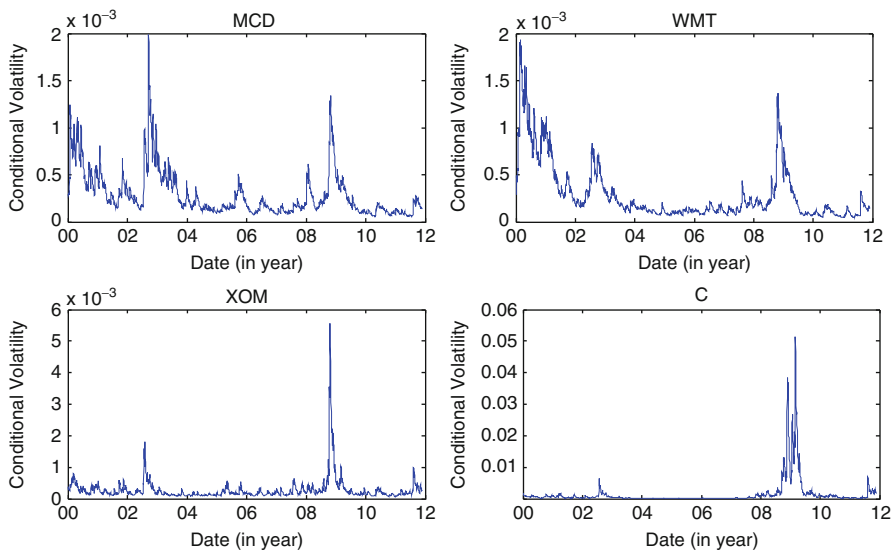 MCD
x 10⁻³
Conditional Volatility
2
1.5
1
0.5
0
00 02 04 06 08 10 12
Date (in year)
WMT
x 10⁻³
Conditional Volatility
2
1.5
1
0.5
0
00 02 04 06 08 10 12
Date (in year)
XOM
x 10⁻³
Conditional Volatility
6
5
4
3
2
1
0
00 02 04 06 08 10 12
Date (in year)
C
Conditional Volatility
0.06
0.05
0.04
0.03
0.02
0.01
00 02 04 06 08 10 12
Date (in year)